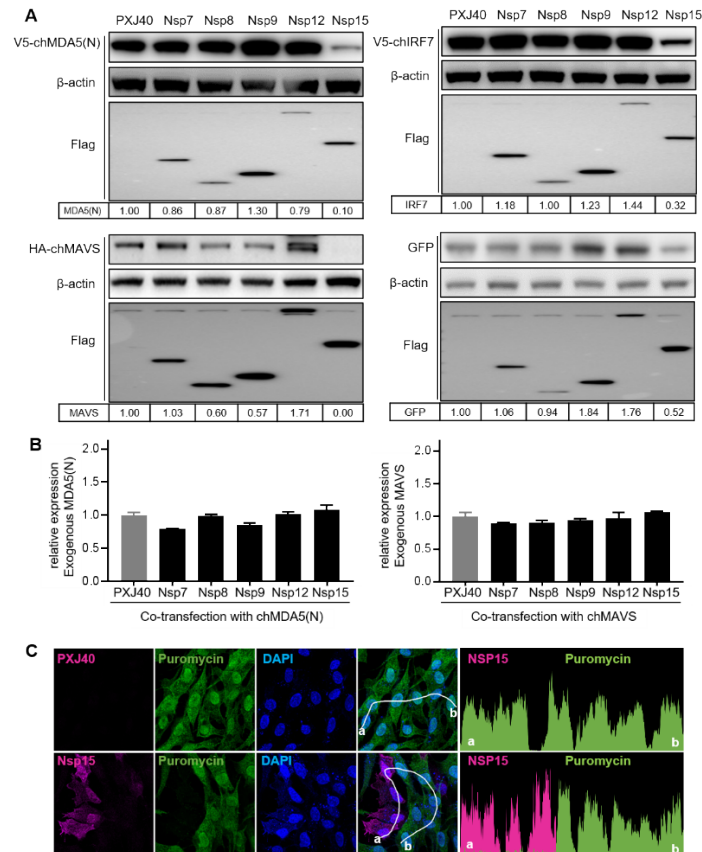 A
PXJ40 Nsp7 Nsp8 Nsp9 Nsp12 Nsp15
V5-chMDA5(N)
β-actin
Flag
MDA5(N) 1.00 0.86 0.87 1.30 0.79 0.10
PXJ40 Nsp7 Nsp8 Nsp9 Nsp12 Nsp15
V5-chIRF7
β-actin
Flag
IRF7 1.00 1.18 1.00 1.23 1.44 0.32
HA-chMAVS
β-actin
Flag
MAVS 1.00 1.03 0.60 0.57 1.71 0.00
GFP
β-actin
Flag
GFP 1.00 1.06 0.94 1.84 1.76 0.52
B
relative expression
Exogenous MDA5(N)
2.0
1.5
1.0
0.5
0.0
PXJ40 Nsp7 Nsp8 Nsp9 Nsp12 Nsp15
Co-transfection with chMDA5(N)
relative expression
Exogenous MAVS
2.0
1.5
1.0
0.5
0.0
PXJ40 Nsp7 Nsp8 Nsp9 Nsp12 Nsp15
Co-transfection with chMAVS
C
PXJ40 Puromycin DAPI NSP15 Puromycin
a b a b
Nsp15 Puromycin DAPI NSP15 Puromycin
a b a b